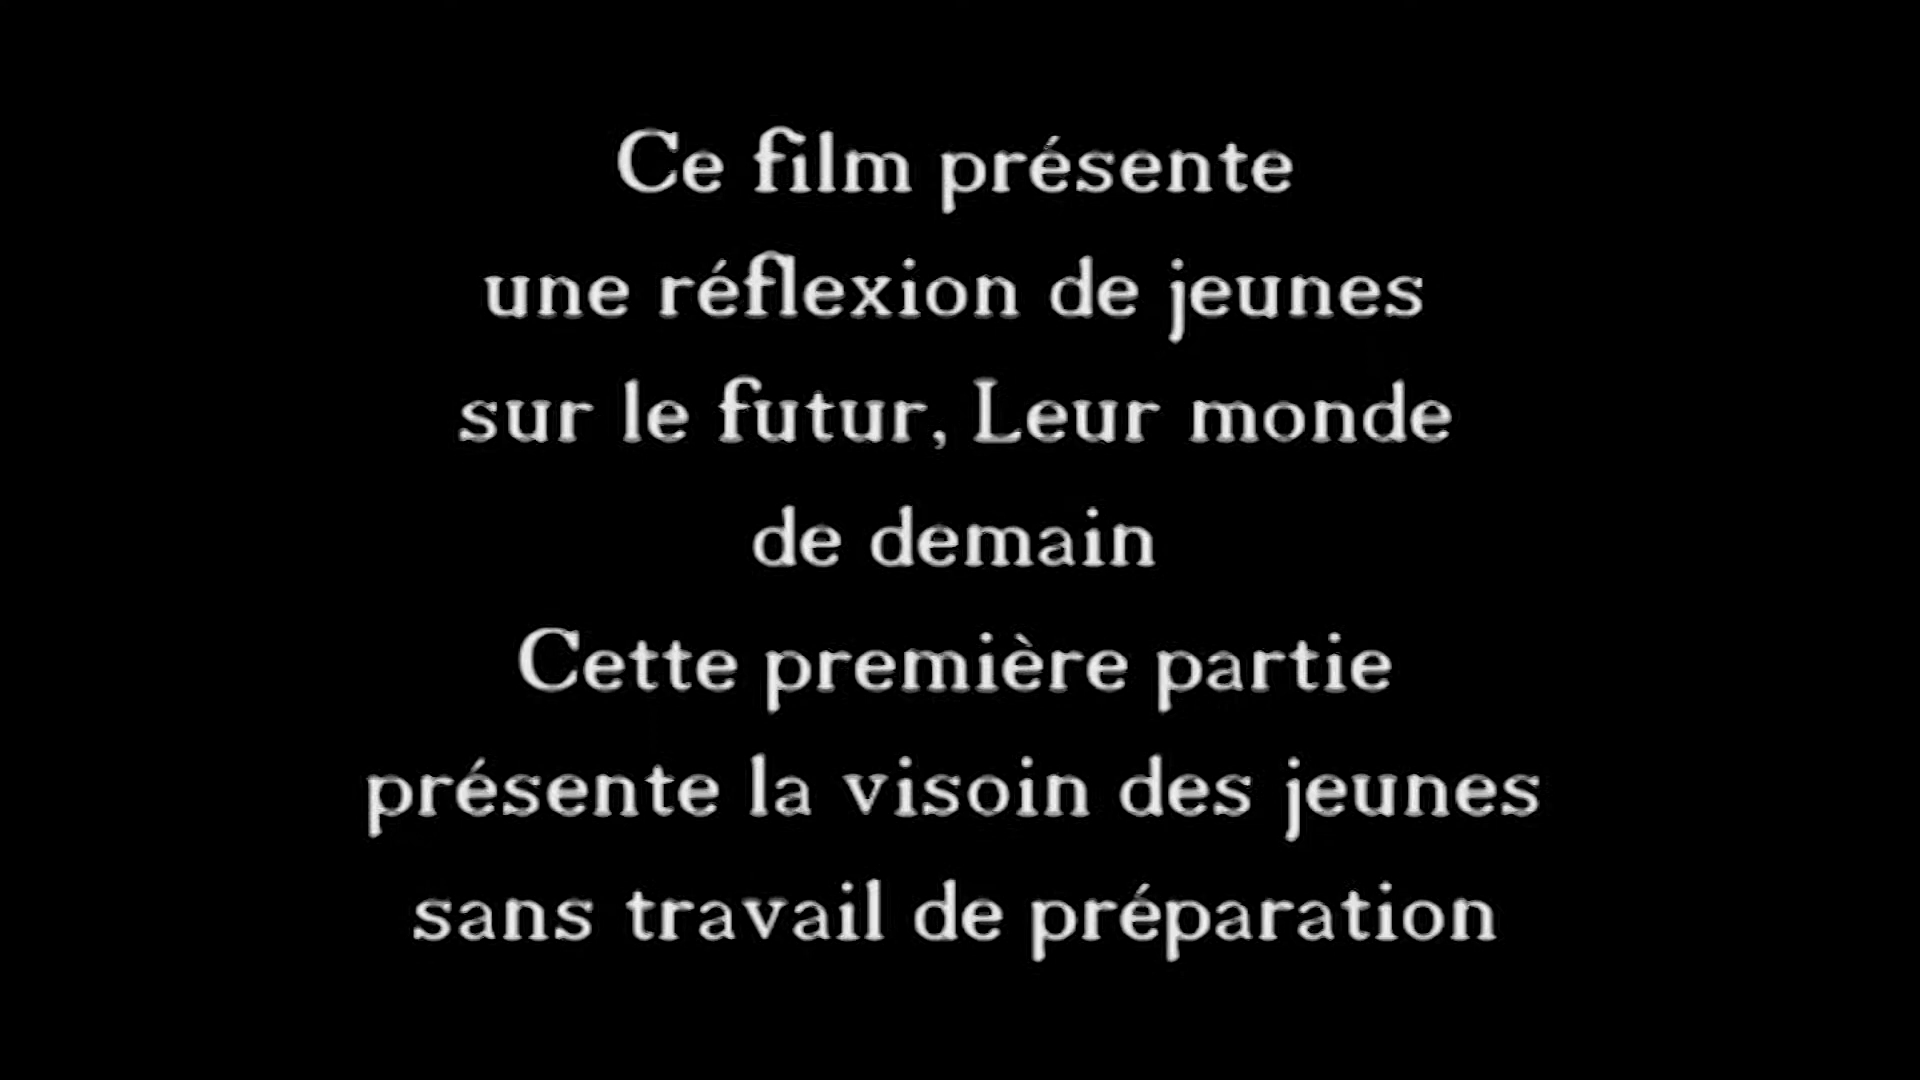 Ce film présente
une réflexion de jeunes
sur le futur, Leur monde
de demain
Cette première partie
présente la visoin des jeunes
sans travail de préparation